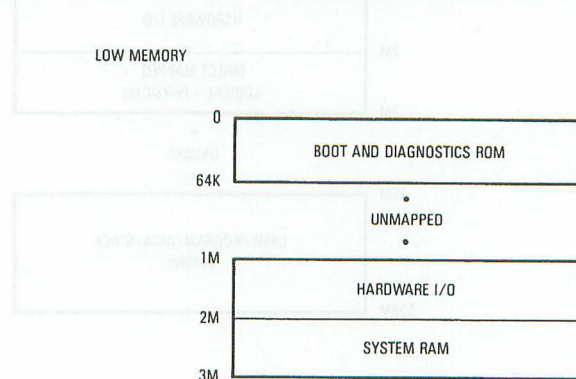 LOW MEMORY
0
BOOT AND DIAGNOSTICS ROM
64K
UNMAPPED
1M
HARDWARE I/O
2M
SYSTEM RAM
3M